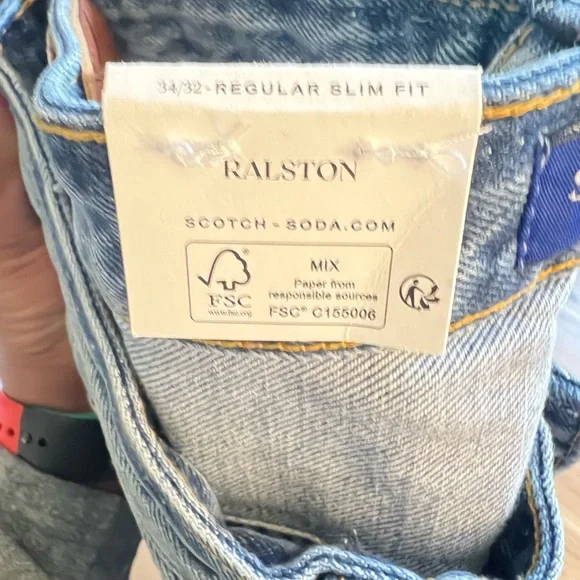 34/32-REGULAR SLIM FIT
RALSTON
SCOTCH-SODA.COM
FSC
www.fsc.org
MIX
Paper from
responsible sources
FSC® C155006
S